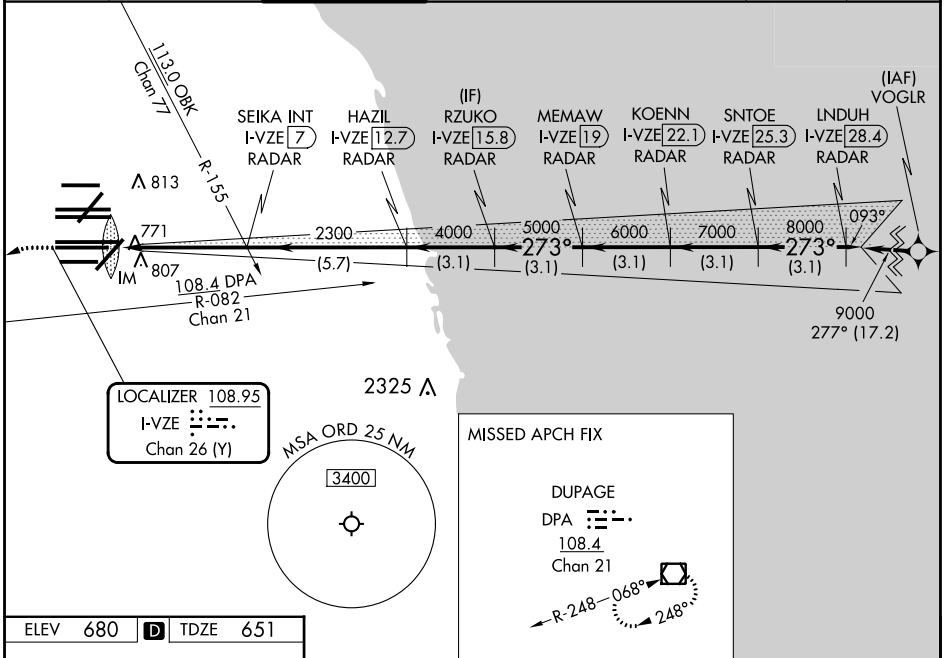 113.0 OBK
Chan 77
R-155
SEIKA INT
I-VZE 7
RADAR
HAZIL
I-VZE 12.7
RADAR
(IF)
RZUKO
I-VZE 15.8
RADAR
MEMAW
I-VZE 19
RADAR
KOENN
I-VZE 22.1
RADAR
SNTOE
I-VZE 25.3
RADAR
LNDUH
I-VZE 28.4
RADAR
(IAF)
VOGLR
813
771
807
IM
2300
4000
5000
6000
7000
8000
093°
273°
273°
(5.7)
(3.1)
(3.1)
(3.1)
(3.1)
(3.1)
9000
277° (17.2)
108.4 DPA
R-082
Chan 21
LOCALIZER 108.95
I-VZE
Chan 26 (Y)
2325
MSA ORD 25 NM
3400
MISSED APCH FIX
DUPAGE
DPA
108.4
Chan 21
R-248
068°
248°
ELEV 680 D TDZE 651